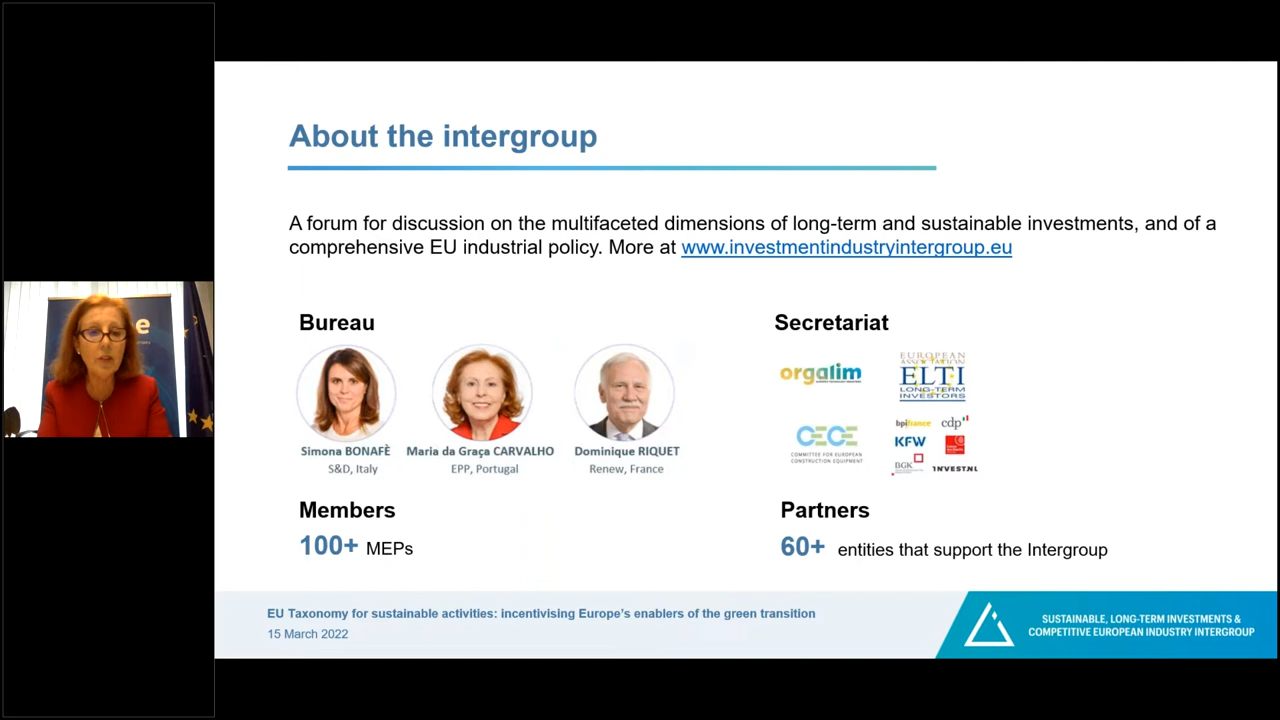 About the intergroup
A forum for discussion on the multifaceted dimensions of long-term and sustainable investments, and of a
comprehensive EU industrial policy. More at www.investmentindustryintergroup.eu
Bureau
Simona BONAFÈ
S&D, Italy
Maria da Graça CARVALHO
EPP, Portugal
Dominique RIQUET
Renew, France
Secretariat
orgalim
EUROPEAN
ASSOCIATION
ELTI
LONG-TERM
INVESTORS
CECE
COMMITTEE FOR EUROPEAN
CONSTRUCTION EQUIPMENT
bpifrance
cdp
KFW
BGK
INVEST.NL
Members
100+ MEPs
Partners
60+ entities that support the Intergroup
EU Taxonomy for sustainable activities: incentivising Europe's enablers of the green transition
15 March 2022
SUSTAINABLE, LONG-TERM INVESTMENTS &
COMPETITIVE EUROPEAN INDUSTRY INTERGROUP